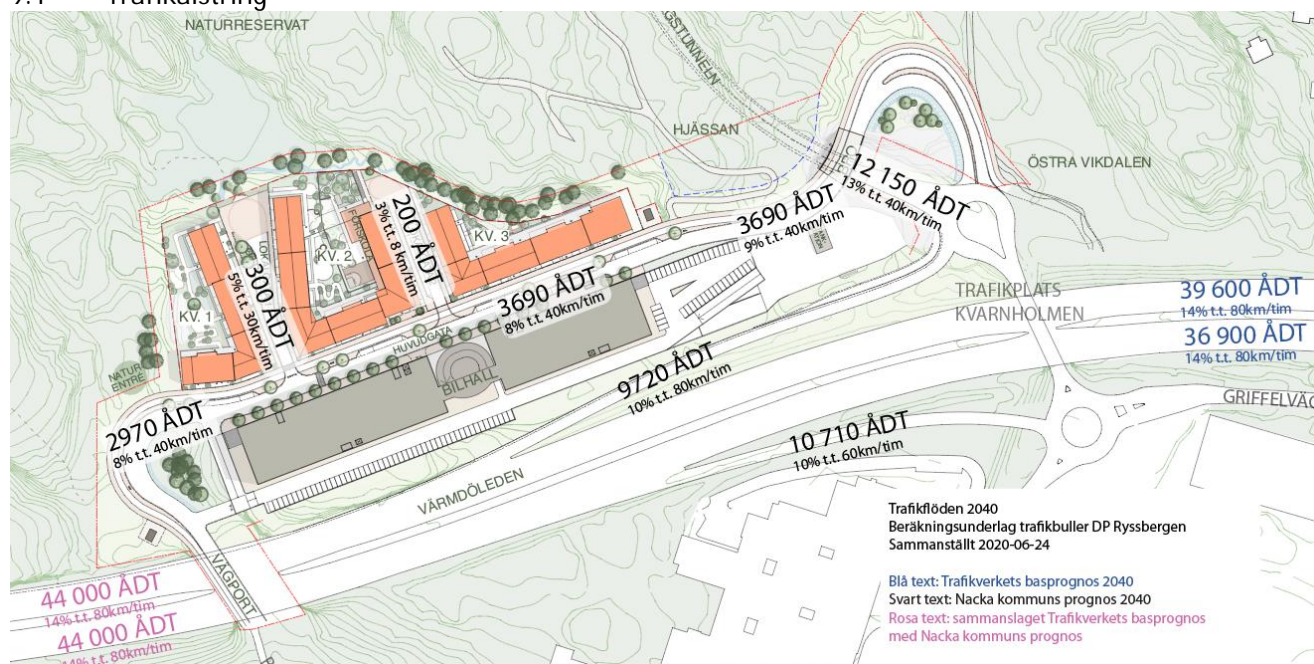 NATURRESERVAT
HJÄSSAN
ÖSTRA VIKDALEN
12 150 ÅDT
13% t.t. 40km/tim
3690 ÅDT
9% t.t. 40km/tim
200 ÅDT
3% t.t. 8 km/tim
FÖRSKOLA
KV. 3
KV. 2
300 ÅDT
5% t.t. 30km/tim
KV. 1
3690 ÅDT
8% t.t. 40km/tim
HUVUDGATA
TRAFIKPLATS
KVARNHOLMEN
39 600 ÅDT
14% t.t. 80km/tim
36 900 ÅDT
14% t.t. 80km/tim
BILHALL
9720 ÅDT
10% t.t. 80km/tim
2970 ÅDT
8% t.t. 40km/tim
10 710 ÅDT
10% t.t. 60km/tim
VÄRMDÖLEDEN
VÄGPORT
44 000 ÅDT
14% t.t. 80km/tim
44 000 ÅDT
14% t.t. 80km/tim
Trafikflöden 2040
Beräkningsunderlag trafikbuller DP Ryssbergen
Sammanställt 2020-06-24
Blå text: Trafikverkets basprognos 2040
Svart text: Nacka kommuns prognos 2040
Rosa text: sammanslaget Trafikverkets basprognos
med Nacka kommuns prognos